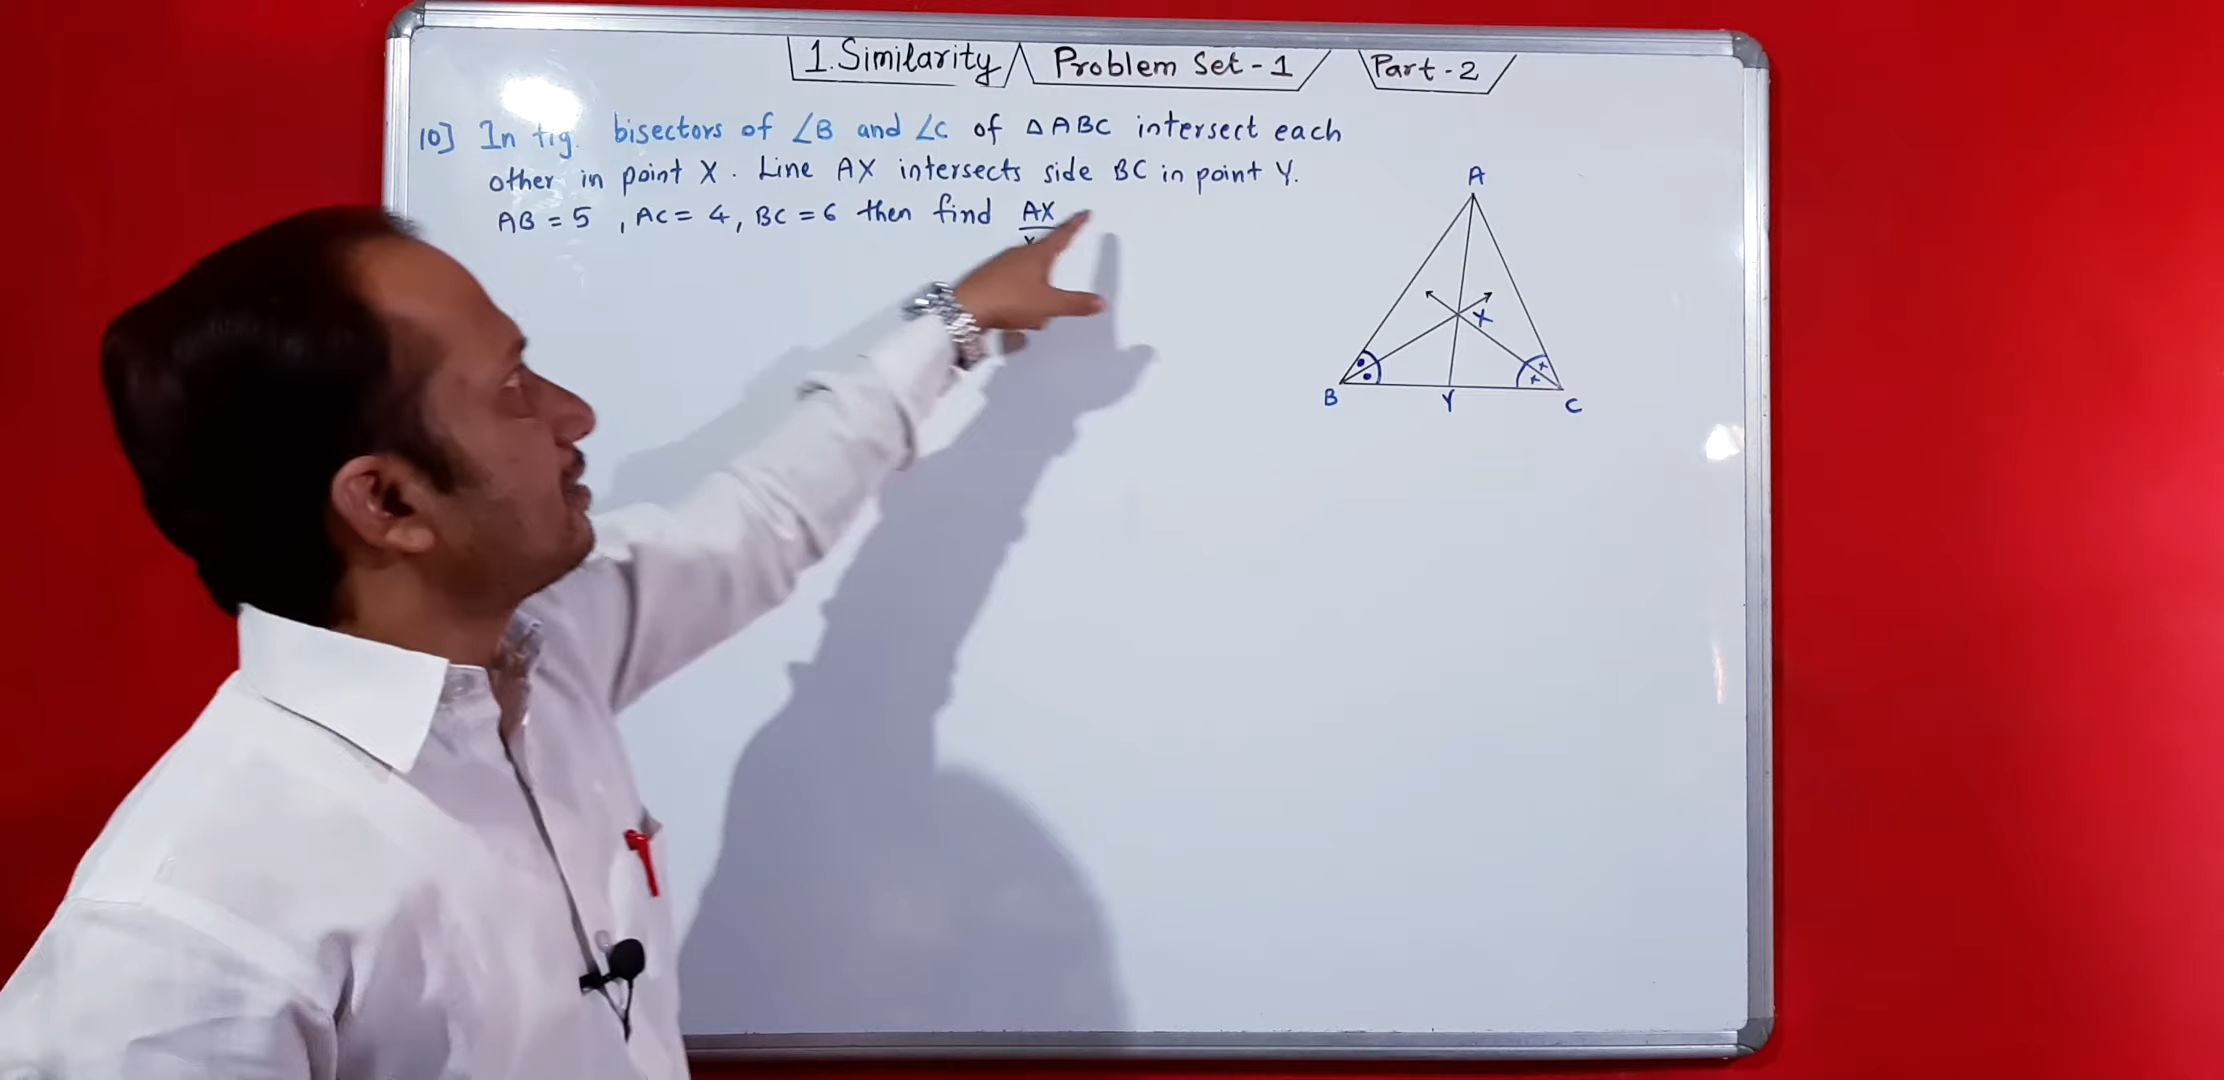 1. Similarity Problem Set - 1 Part - 2
10] In fig. bisectors of ∠B and ∠C of △ABC intersect each
other in point X. Line AX intersects side BC in point Y.
AB = 5 , AC = 4, BC = 6 then find AX
A
X
B
Y
C